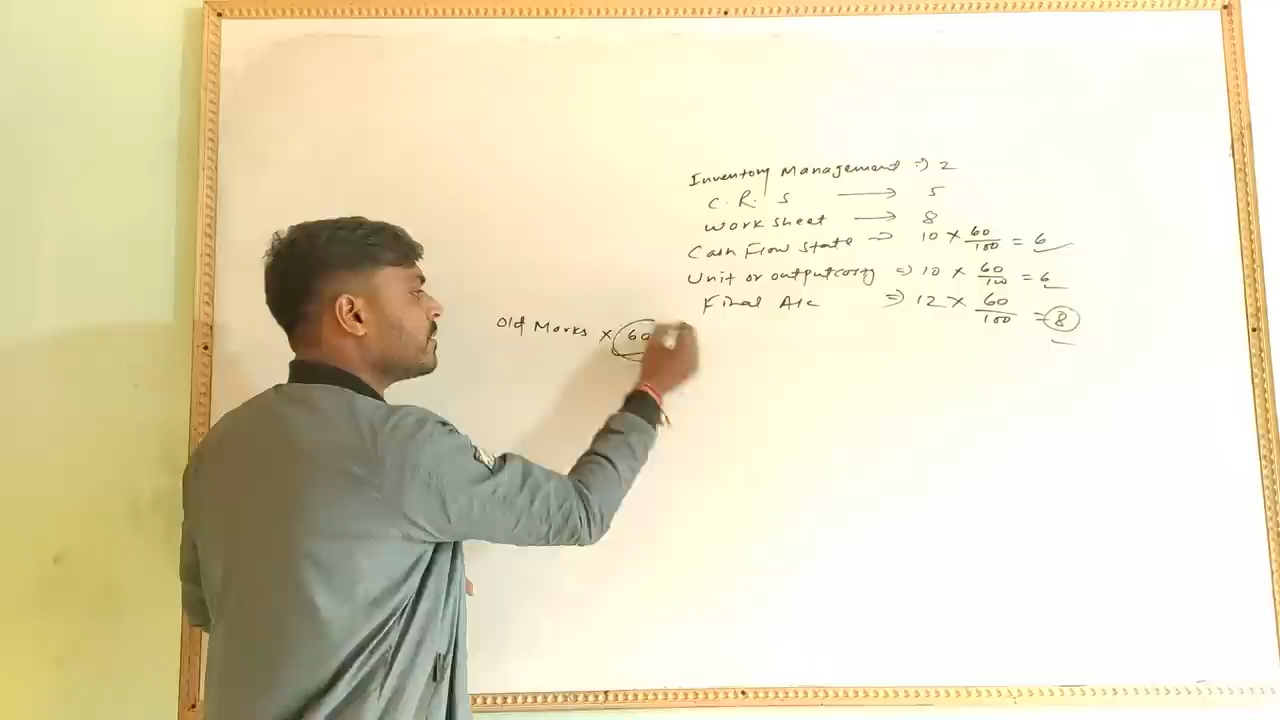 Inventory Management => 2
C. R. S → 5
Work sheet → 8
Cash Flow State => 10 × 60/100 = 6
Unit or output costg => 10 × 60/100 = 6
Final A/c => 12 × 60/100 = 8
Old Marks × 60